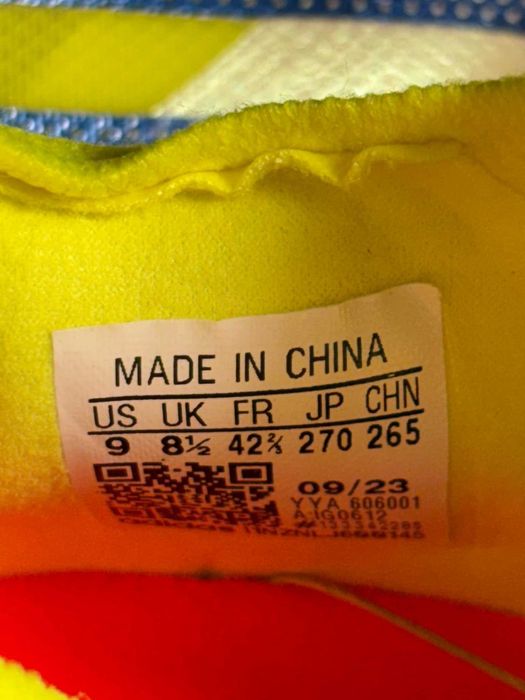 MADE IN CHINA
US UK FR JP CHN
9 8½ 42⅔ 270 265
09/23
YYA 606001
A.IG0612